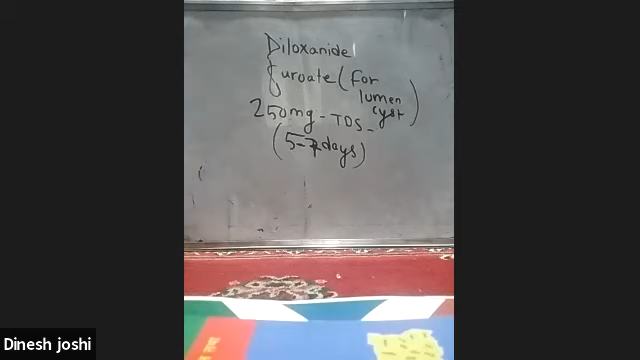 Diloxanide
furoate (for
lumen
cyst)
250mg - TDS -
(5-7days)
Dinesh joshi